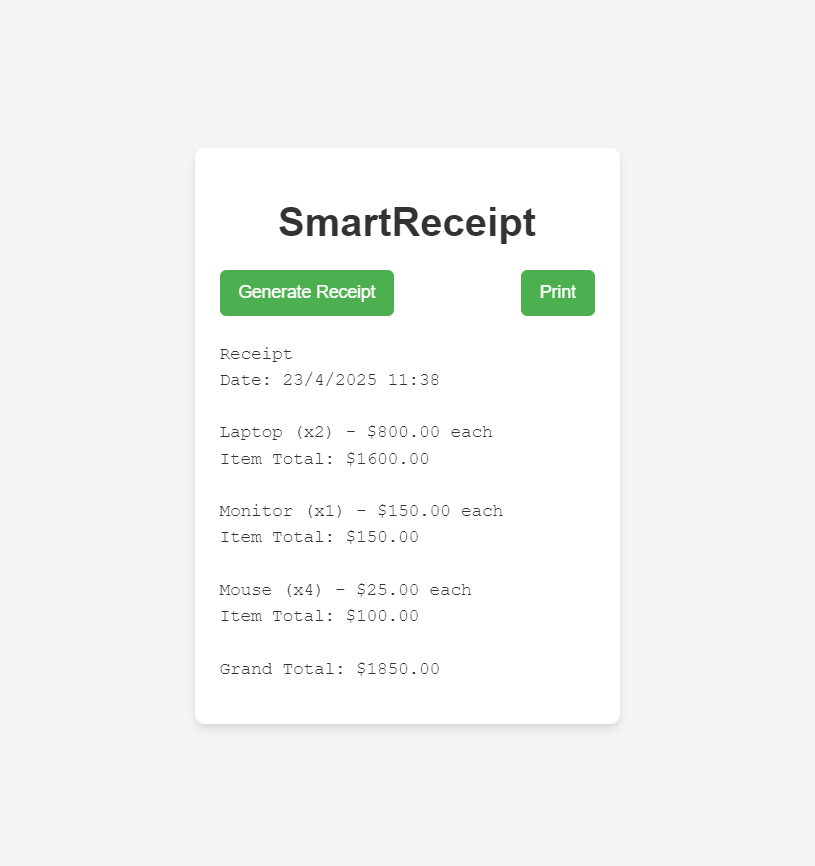 SmartReceipt
Generate Receipt
Print
Receipt
Date: 23/4/2025 11:38
Laptop (x2) - $800.00 each
Item Total: $1600.00
Monitor (x1) - $150.00 each
Item Total: $150.00
Mouse (x4) - $25.00 each
Item Total: $100.00
Grand Total: $1850.00